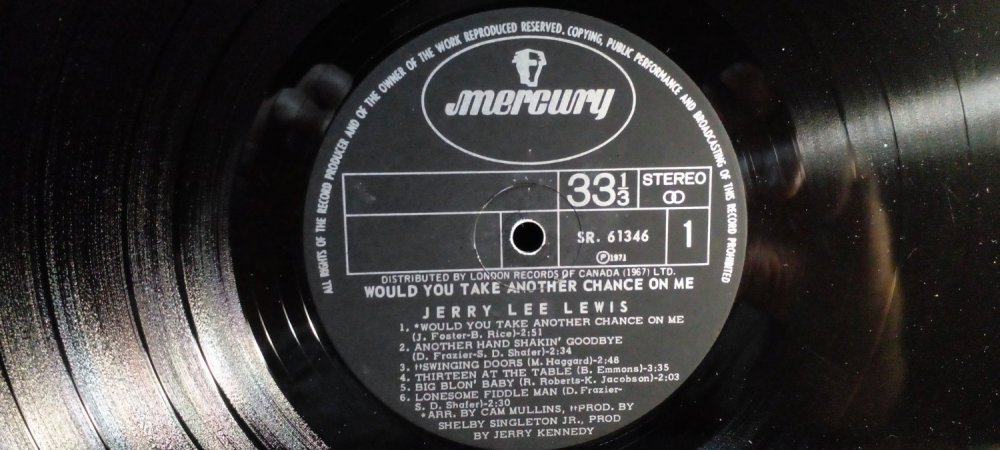 ALL RIGHTS OF THE RECORD PRODUCER AND OF THE OWNER OF THE WORK REPRODUCED RESERVED. COPYING, PUBLIC PERFORMANCE AND BROADCASTING OF THIS RECORD PROHIBITED
mercury
33 1/3 STEREO
SR. 61346 1
Ⓟ1971
DISTRIBUTED BY LONDON RECORDS OF CANADA (1967) LTD.
WOULD YOU TAKE ANOTHER CHANCE ON ME
JERRY LEE LEWIS
1. *WOULD YOU TAKE ANOTHER CHANCE ON ME
(J. Foster-B. Rice)-2:51
2. ANOTHER HAND SHAKIN' GOODBYE
(D. Frazier-S. D. Shafer)-2:34
3. ††SWINGING DOORS (M. Haggard)-2:48
4. THIRTEEN AT THE TABLE (B. Emmons)-3:35
5. BIG BLON' BABY (R. Roberts-K. Jacobson)-2:03
6. LONESOME FIDDLE MAN (D. Frazier-
S. D. Shafer)-2:30
*ARR. BY CAM MULLINS, ††PROD. BY
SHELBY SINGLETON JR., PROD
BY JERRY KENNEDY